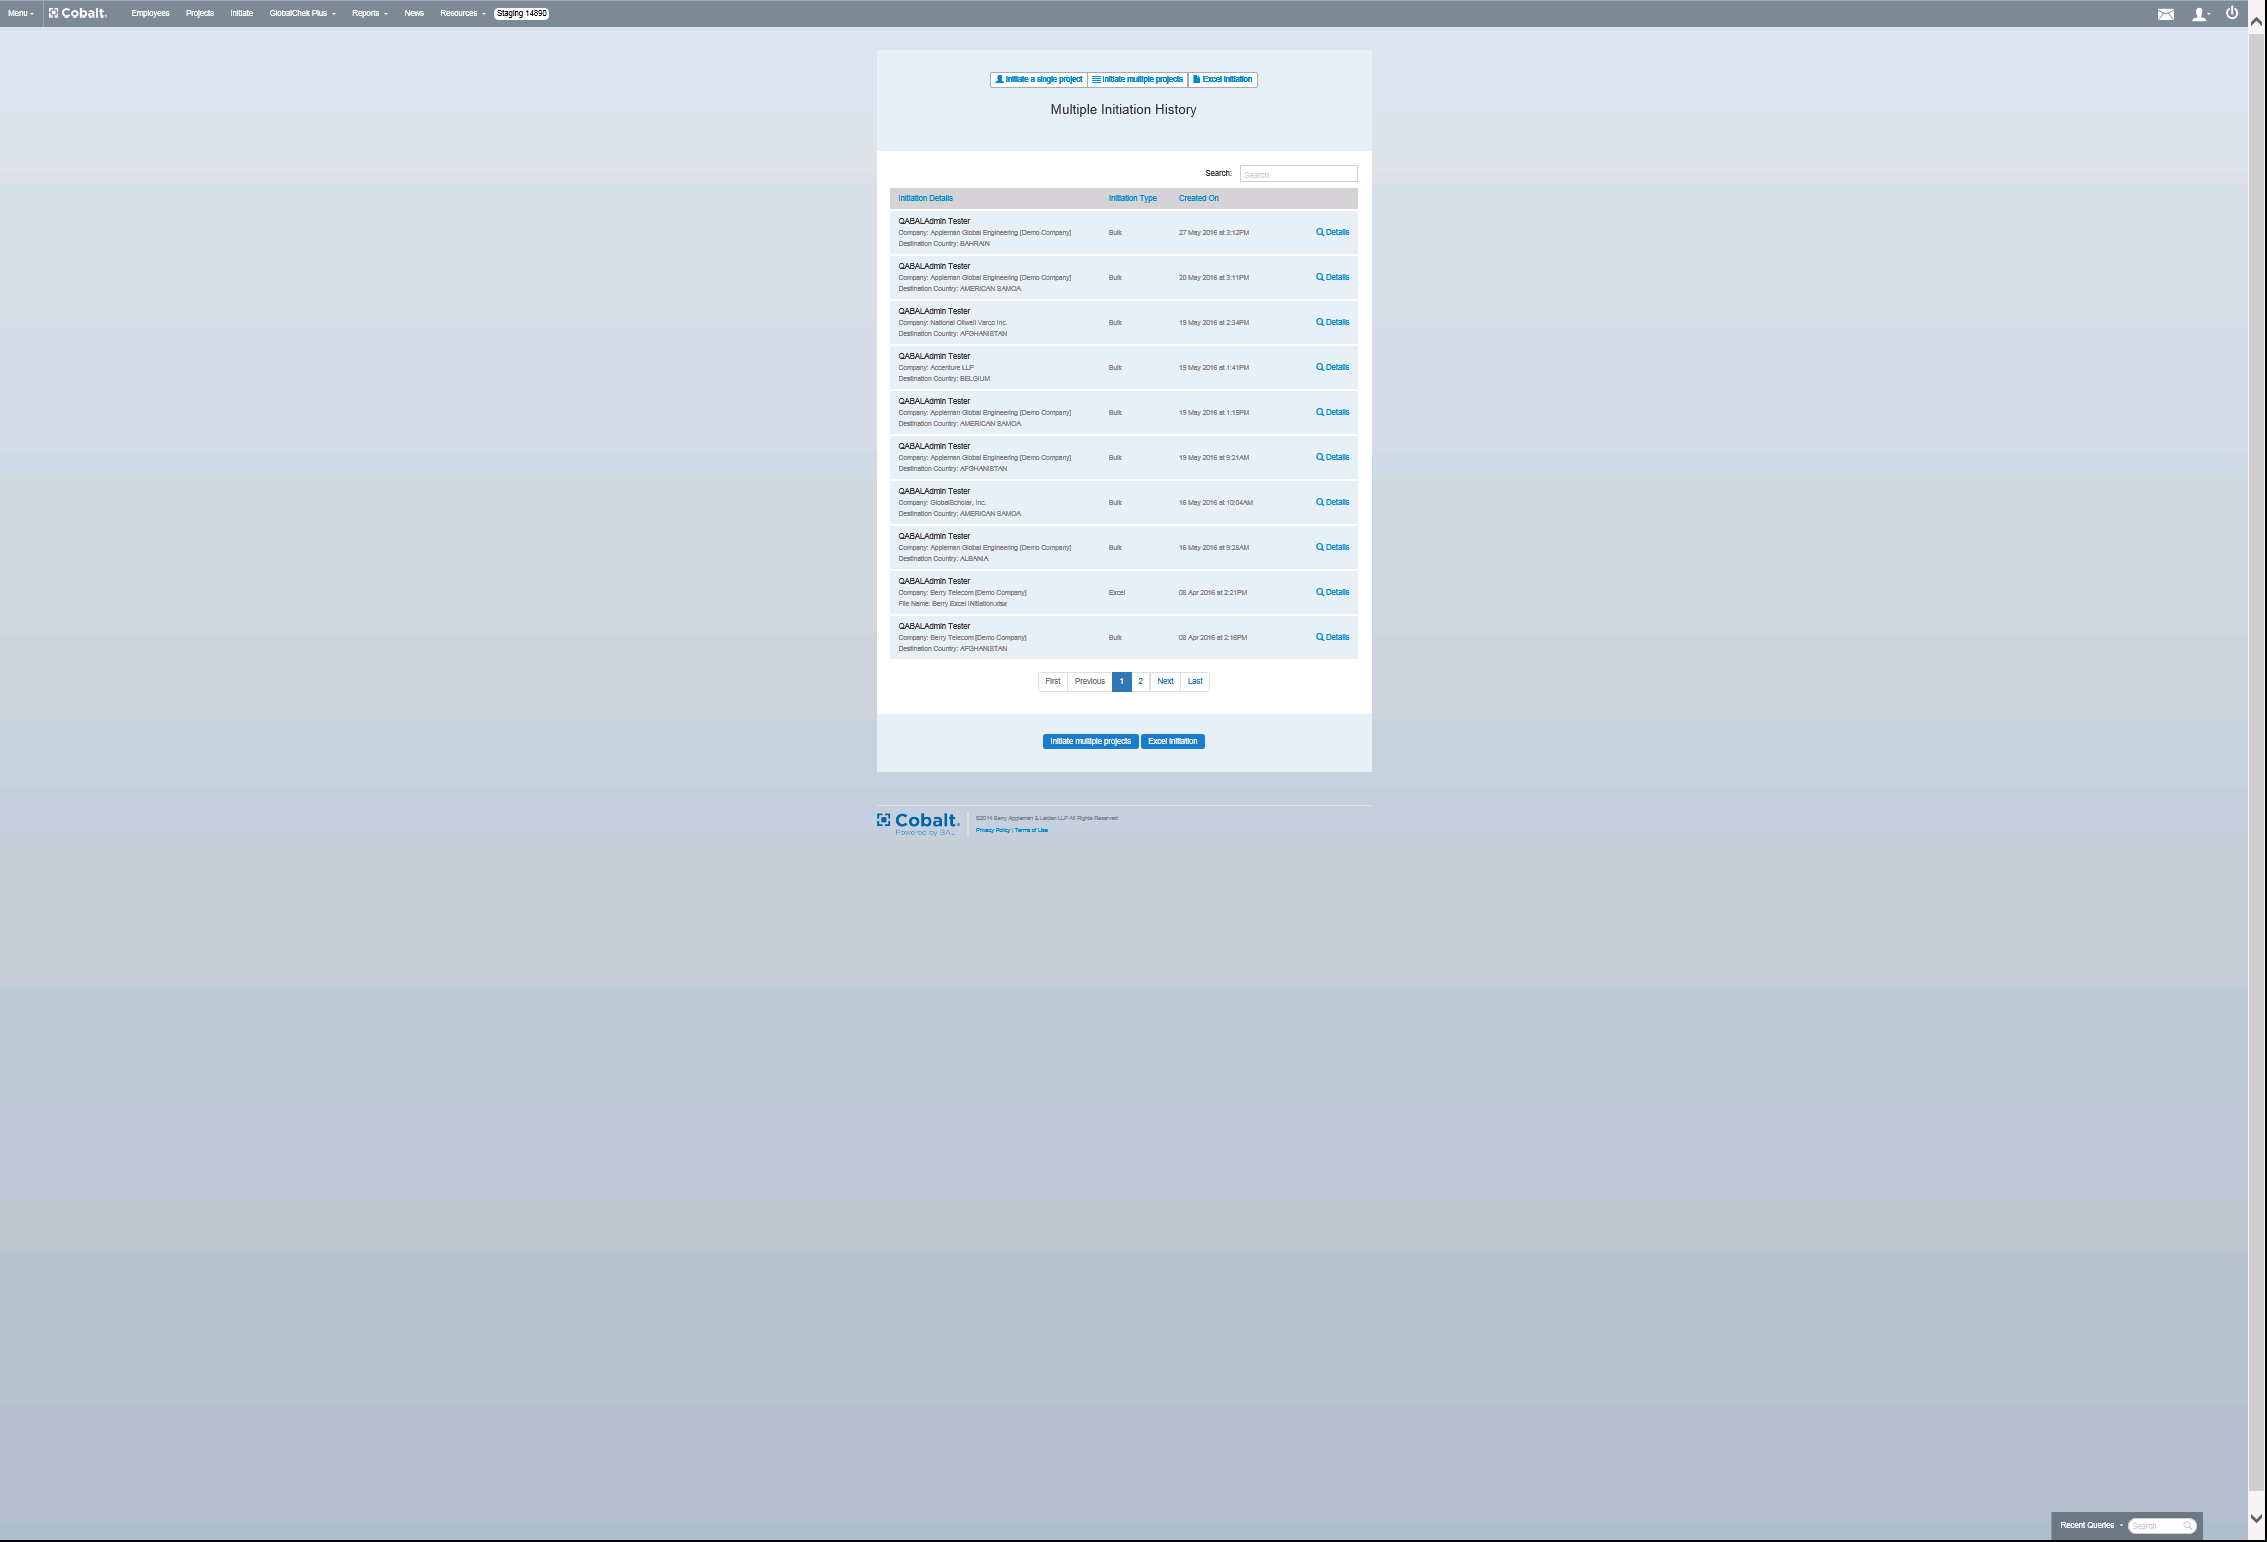 Menu Cobalt. Employees Projects Initiate GlobalChek Plus Reports News Resources Staging 14890
Initiate a single project Initiate multiple projects Excel Initiation
Multiple Initiation History
Search: Search
Initiation Details Initiation Type Created On
QABALAdmin Tester
Company: Appleman Global Engineering [Demo Company] Bulk 27 May 2016 at 3:12PM Details
Destination Country: BAHRAIN
QABALAdmin Tester
Company: Appleman Global Engineering [Demo Company] Bulk 20 May 2016 at 3:11PM Details
Destination Country: AMERICAN SAMOA
QABALAdmin Tester
Company: National Oilwell Varco Inc. Bulk 19 May 2016 at 2:34PM Details
Destination Country: AFGHANISTAN
QABALAdmin Tester
Company: Accenture LLP Bulk 19 May 2016 at 1:41PM Details
Destination Country: BELGIUM
QABALAdmin Tester
Company: Appleman Global Engineering [Demo Company] Bulk 19 May 2016 at 1:15PM Details
Destination Country: AMERICAN SAMOA
QABALAdmin Tester
Company: Appleman Global Engineering [Demo Company] Bulk 19 May 2016 at 9:21AM Details
Destination Country: AFGHANISTAN
QABALAdmin Tester
Company: GlobalScholar, Inc. Bulk 16 May 2016 at 10:04AM Details
Destination Country: AMERICAN SAMOA
QABALAdmin Tester
Company: Appleman Global Engineering [Demo Company] Bulk 16 May 2016 at 9:28AM Details
Destination Country: ALBANIA
QABALAdmin Tester
Company: Berry Telecom [Demo Company] Excel 08 Apr 2016 at 2:21PM Details
File Name: Berry Excel INitiation.xlsx
QABALAdmin Tester
Company: Berry Telecom [Demo Company] Bulk 08 Apr 2016 at 2:16PM Details
Destination Country: AFGHANISTAN
First Previous 1 2 Next Last
Initiate multiple projects Excel Initiation
Cobalt. ©2014 Berry Appleman & Leiden LLP All Rights Reserved
Powered by BAL Privacy Policy | Terms of Use
Recent Queries Search